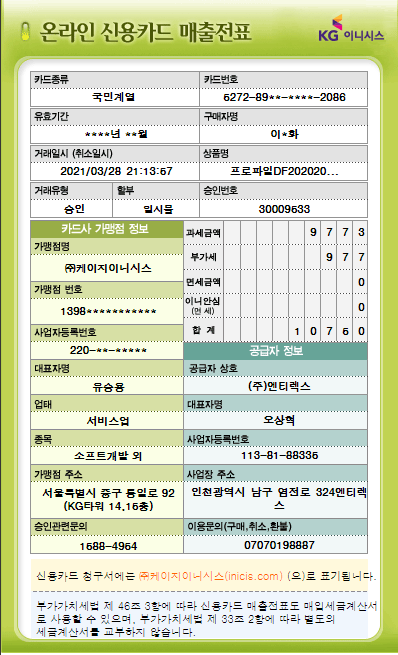 온라인 신용카드 매출전표
KG 이니시스
카드종류 카드번호
국민계열 6272-89**-****-2086
유효기간 구매자명
****년 **월 이*화
거래일시 (취소일시) 상품명
2021/03/28 21:13:57 프로파일DF202020...
거래유형 할부 승인번호
승인 일시불 30009633
카드사 가맹점 정보 과세금액 9 7 7 3
가맹점명 부가세 9 7 7
㈜케이지이니시스 면세금액 0
가맹점 번호 이니안심 (면 세) 0
1398*********** 합 계 1 0 7 5 0
사업자등록번호
220-**-***** 공급자 정보
대표자명 공급자 상호
유승용 (주)엔티렉스
업태 대표자명
서비스업 오상혁
종목 사업자등록번호
소프트개발 외 113-81-88336
가맹점 주소 사업장 주소
서울특별시 중구 통일로 92 인천광역시 남구 염전로 324엔티렉
(KG타워 14,15층) 스
승인관련문의 이용문의(구매,취소,환불)
1588-4954 07070198887
신용카드 청구서에는 ㈜케이지이니시스(inicis.com) (으)로 표기됩니다.
부가가치세법 제 46조 3항에 따라 신용카드 매출전표도 매입세금계산서
로 사용할 수 있으며, 부가가치세법 제 33조 2항에 따라 별도의
세금계산서를 교부하지 않습니다.